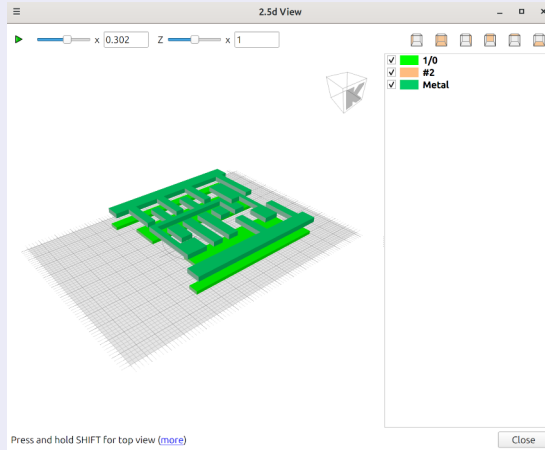 2.5d View
x 0.302 Z x 1
1/0
#2
Metal
Press and hold SHIFT for top view (more)
Close